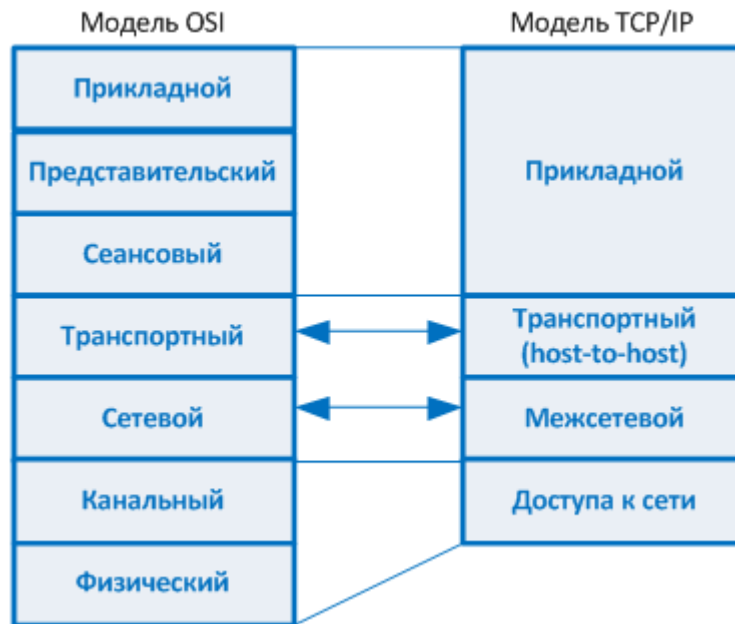 Модель OSI
Модель TCP/IP
Прикладной
Представительский
Сеансовый
Транспортный
Сетевой
Канальный
Физический
Прикладной
Транспортный
(host-to-host)
Межсетевой
Доступа к сети